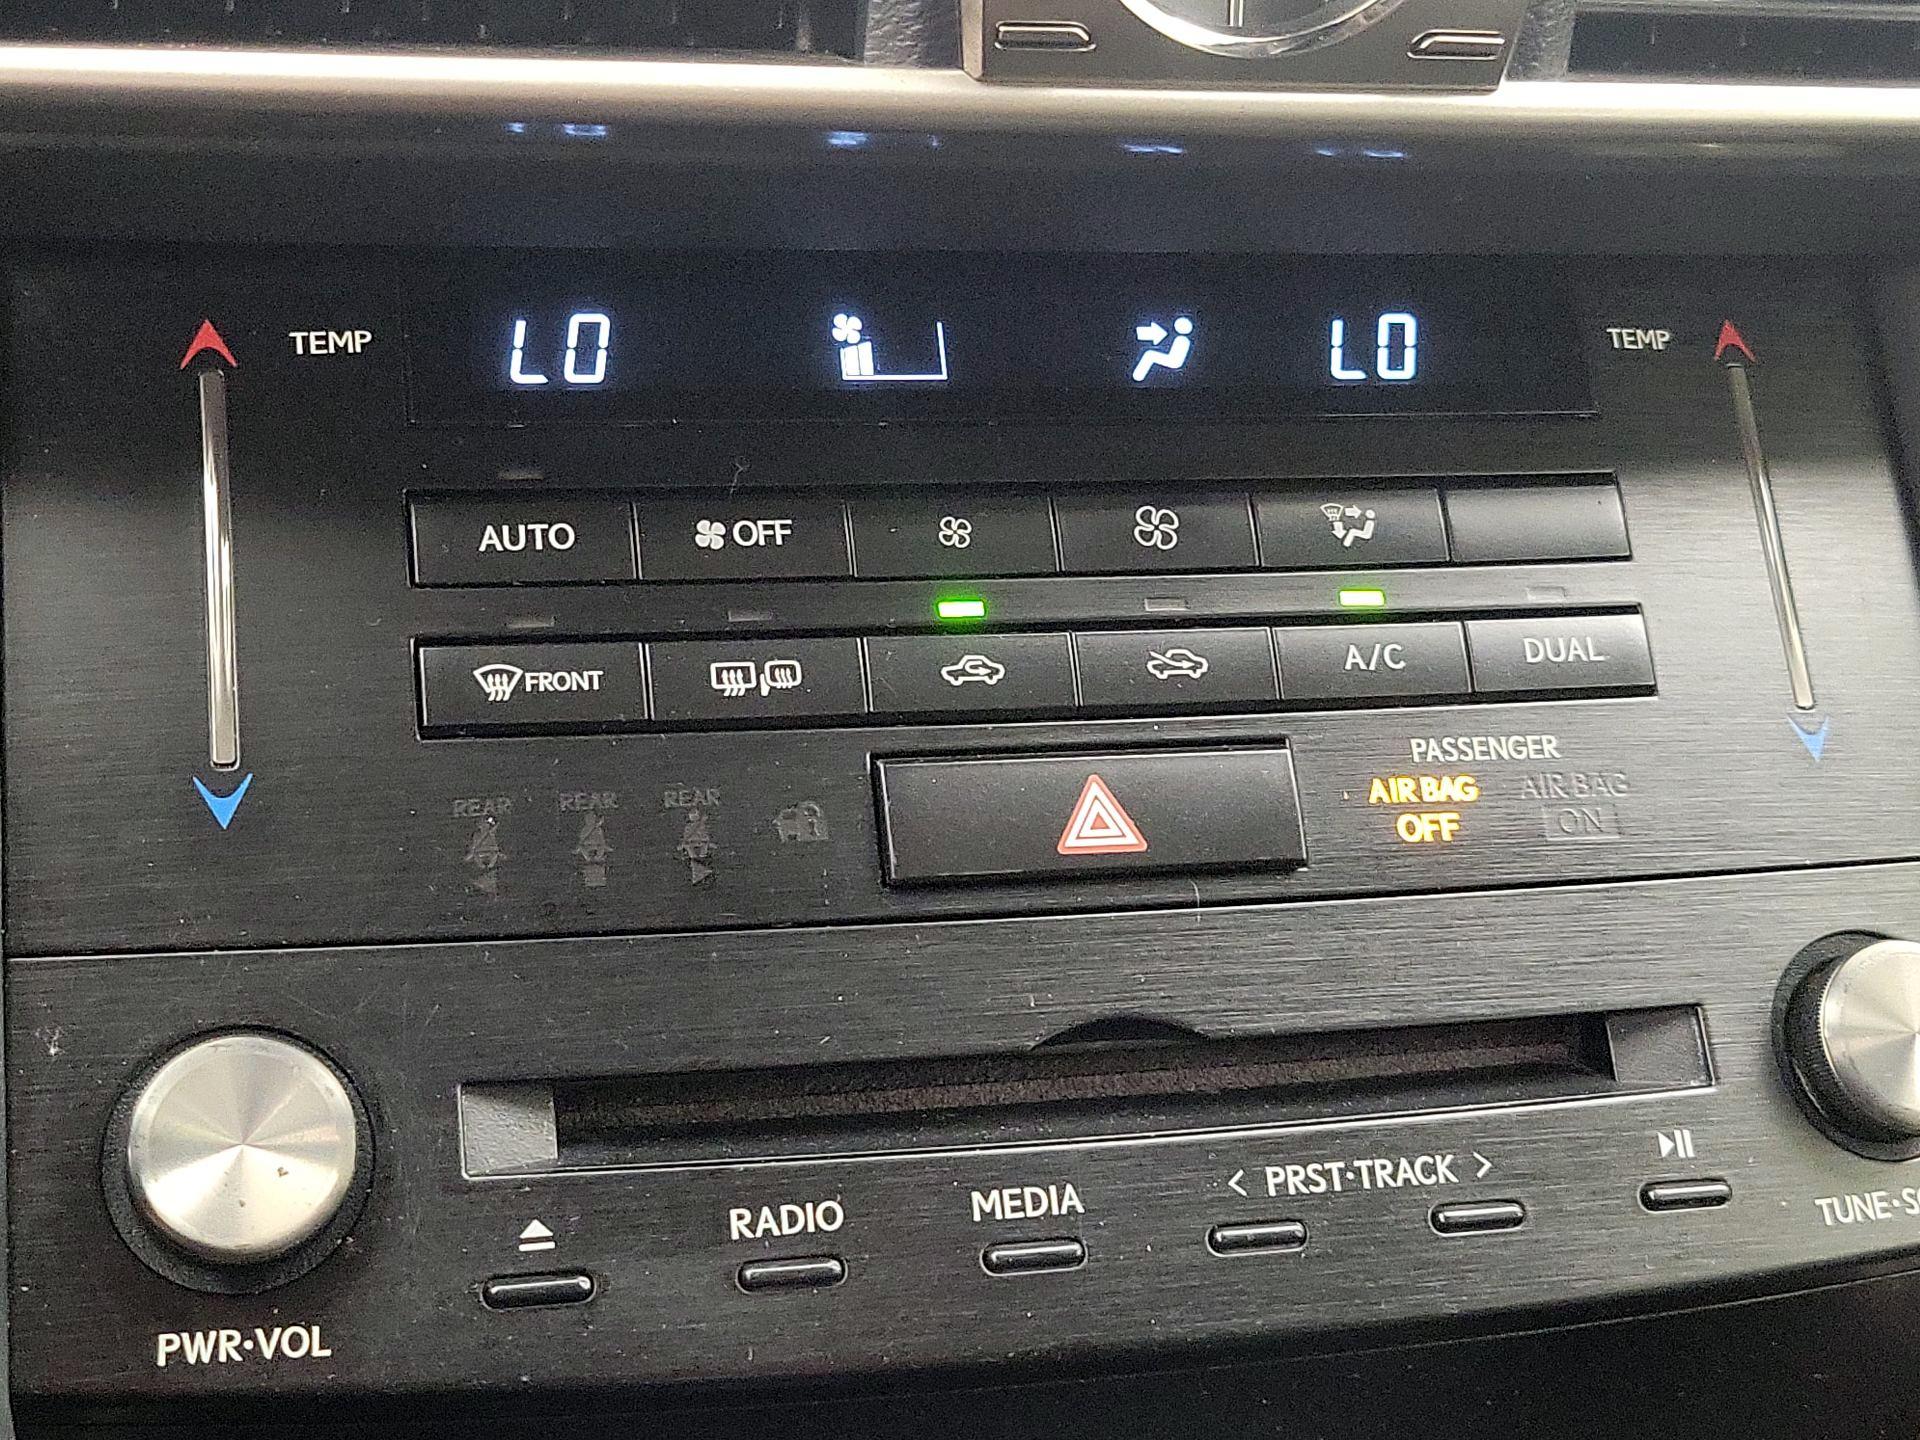 TEMP LO LO TEMP
AUTO OFF
FRONT A/C DUAL
PASSENGER
REAR REAR REAR AIR BAG OFF AIR BAG ON
< PRST•TRACK >
RADIO MEDIA TUNE•
PWR•VOL